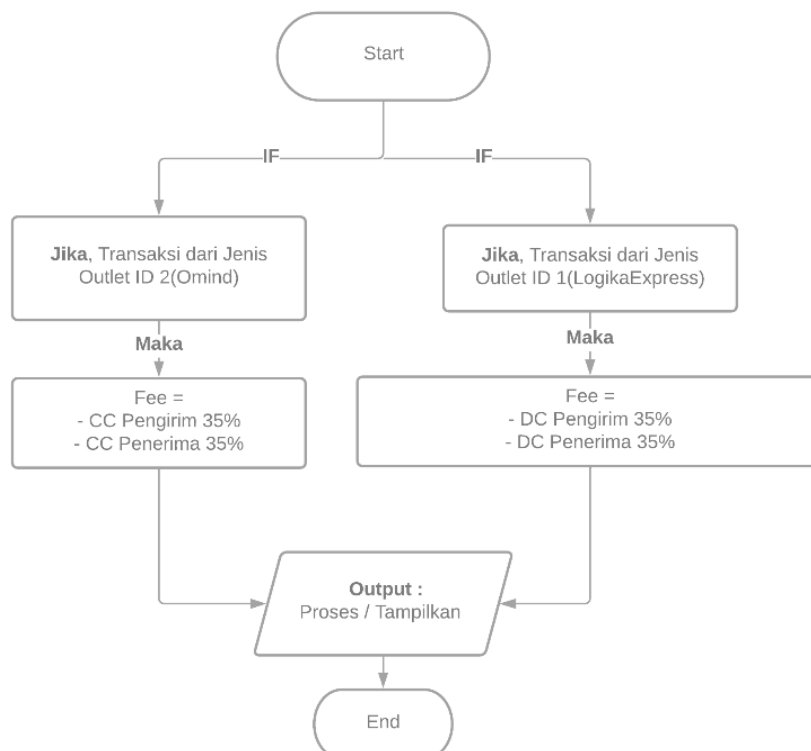 Start
IF
IF
Jika, Transaksi dari Jenis
Outlet ID 2(Omind)
Jika, Transaksi dari Jenis
Outlet ID 1(LogikaExpress)
Maka
Maka
Fee =
- CC Pengirim 35%
- CC Penerima 35%
Fee =
- DC Pengirim 35%
- DC Penerima 35%
Output :
Proses / Tampilkan
End